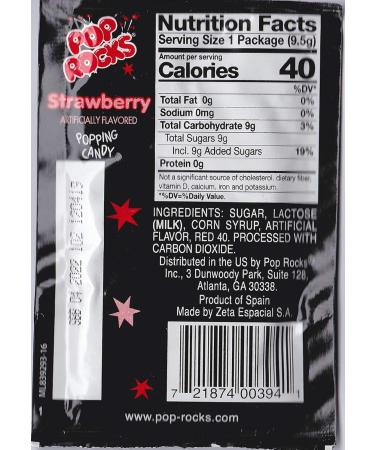 POP
ROCKS
Strawberry
ARTIFICIALLY FLAVORED
POPPING
CANDY
Nutrition Facts
Serving Size 1 Package (9.5g)
Amount per serving
Calories 40
%DV*
Total Fat 0g 0%
Sodium 0mg 0%
Total Carbohydrate 9g 3%
Total Sugars 9g
Incl. 9g Added Sugars 19%
Protein 0g
Not a significant source of cholesterol, dietary fiber,
vitamin D, calcium, iron and potassium.
*%DV=%Daily Value.
INGREDIENTS: SUGAR, LACTOSE
(MILK), CORN SYRUP, ARTIFICIAL
FLAVOR, RED 40. PROCESSED WITH
CARBON DIOXIDE.
Distributed in the US by Pop Rocks
Inc., 3 Dunwoody Park, Suite 128,
Atlanta, GA 30338.
Product of Spain
Made by Zeta Espacial S.A.
04 2022 102
ML839293-16
7 21874 00394 1
www.pop-rocks.com